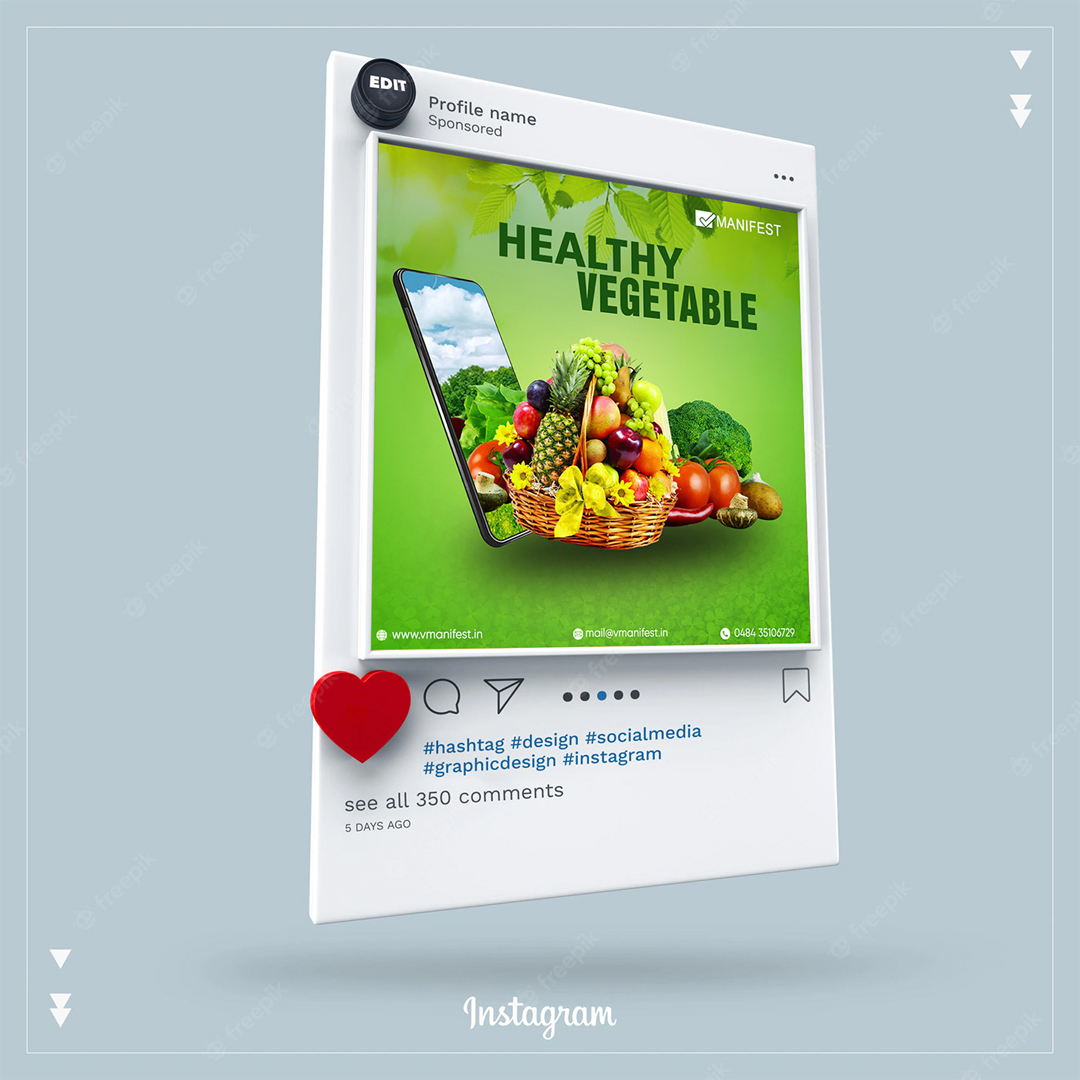 EDIT
Profile name
Sponsored
MANIFEST
HEALTHY
VEGETABLE
www.vmanifest.in
mail@vmanifest.in
0484 35106729
#hashtag #design #socialmedia
#graphicdesign #instagram
see all 350 comments
5 DAYS AGO
Instagram
freepik